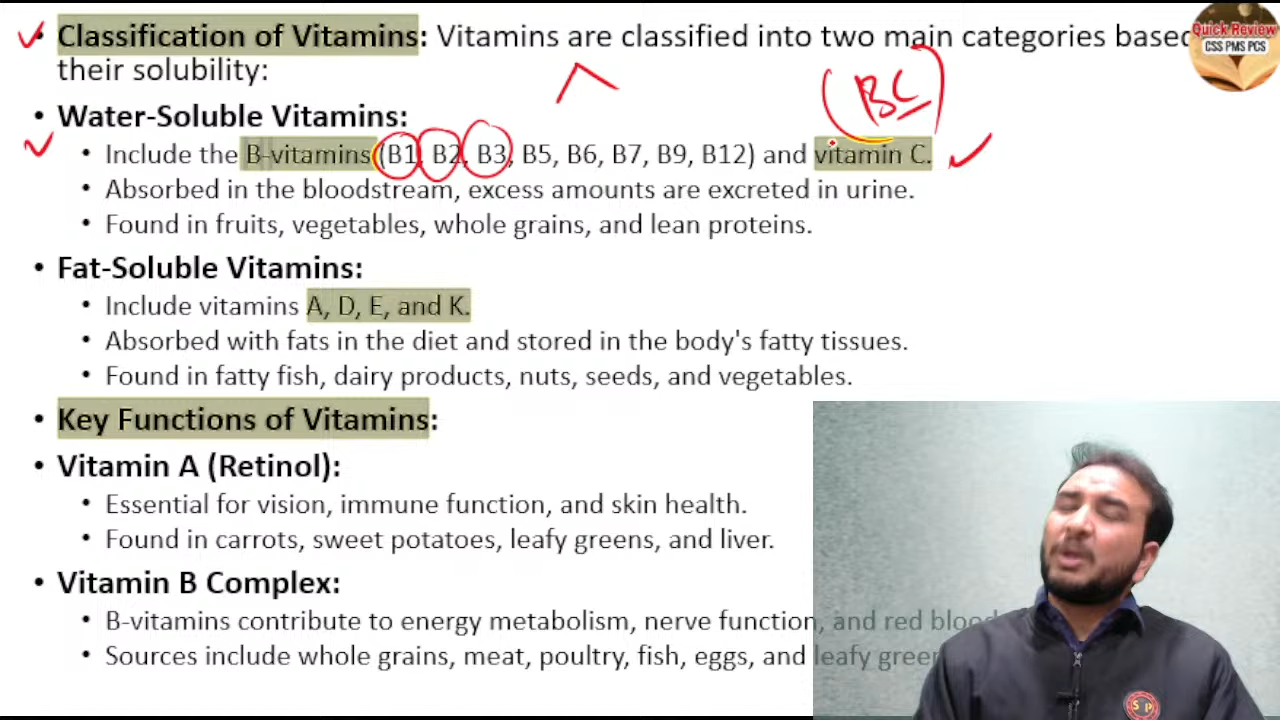 • Classification of Vitamins: Vitamins are classified into two main categories based
their solubility:
Quick Review
CSS PMS PCS
BC
• Water-Soluble Vitamins:
• Include the B-vitamins (B1, B2, B3, B5, B6, B7, B9, B12) and vitamin C.
• Absorbed in the bloodstream, excess amounts are excreted in urine.
• Found in fruits, vegetables, whole grains, and lean proteins.
• Fat-Soluble Vitamins:
• Include vitamins A, D, E, and K.
• Absorbed with fats in the diet and stored in the body's fatty tissues.
• Found in fatty fish, dairy products, nuts, seeds, and vegetables.
• Key Functions of Vitamins:
• Vitamin A (Retinol):
• Essential for vision, immune function, and skin health.
• Found in carrots, sweet potatoes, leafy greens, and liver.
• Vitamin B Complex:
• B-vitamins contribute to energy metabolism, nerve function, and red blood
• Sources include whole grains, meat, poultry, fish, eggs, and leafy green